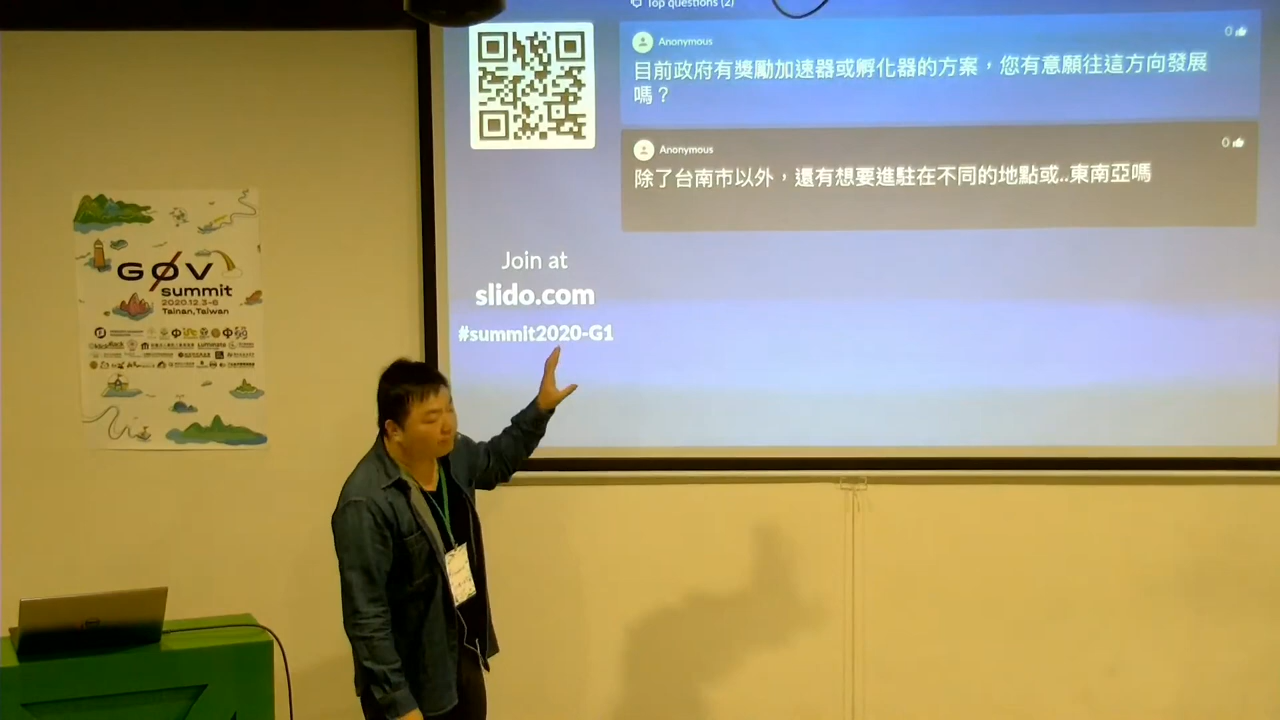 Top questions (2)
Anonymous
0
目前政府有獎勵加速器或孵化器的方案，您有意願往這方向發展
嗎？
Anonymous
0
除了台南市以外，還有想要進駐在不同的地點或..東南亞嗎
Join at
slido.com
#summit2020-G1
GØV
summit
2020.12.3-6
Tainan,Taiwan